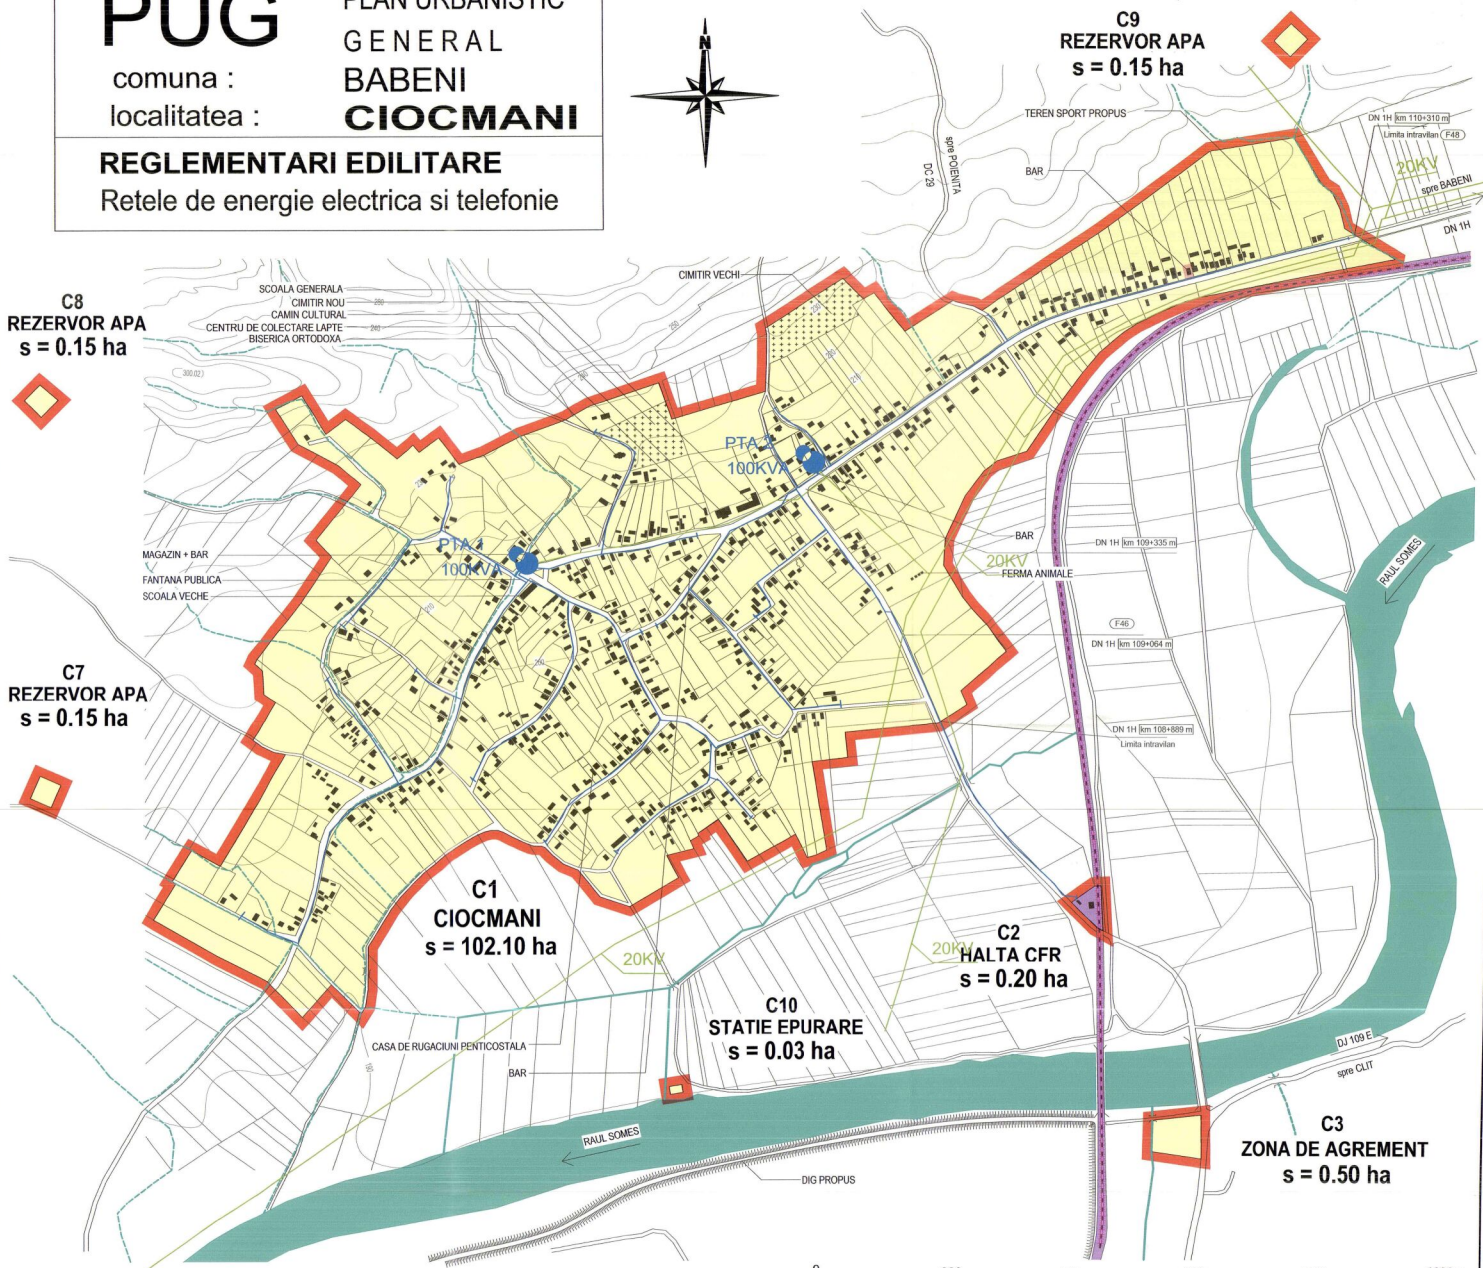 PUG
PLAN URBANISTIC
GENERAL
comuna :
BABENI
localitatea :
CIOCMANI
REGLEMENTARI EDILITARE
Retele de energie electrica si telefonie
N
C9
REZERVOR APA
s = 0.15 ha
TEREN SPORT PROPUS
BAR
spre POIENITA
DC 29
DN 1H km 110+310 m
Limita intravilan F48
20KV
spre BABENI
DN 1H
CIMITIR VECHI
SCOALA GENERALA
CIMITIR NOU
CAMIN CULTURAL
CENTRU DE COLECTARE LAPTE
BISERICA ORTODOXA
C8
REZERVOR APA
s = 0.15 ha
PTA 2
100KVA
PTA 1
100KVA
MAGAZIN + BAR
FANTANA PUBLICA
SCOALA VECHE
BAR
20KV
FERMA ANIMALE
DN 1H km 109+335 m
RAUL SOMES
F46
DN 1H km 109+064 m
C7
REZERVOR APA
s = 0.15 ha
DN 1H km 108+889 m
Limita intravilan
C1
CIOCMANI
s = 102.10 ha
20KV
20KV
C2
HALTA CFR
s = 0.20 ha
C10
STATIE EPURARE
s = 0.03 ha
CASA DE RUGACIUNI PENTICOSTALA
BAR
DJ 109 E
spre CLIT
RAUL SOMES
C3
ZONA DE AGREMENT
s = 0.50 ha
DIG PROPUS